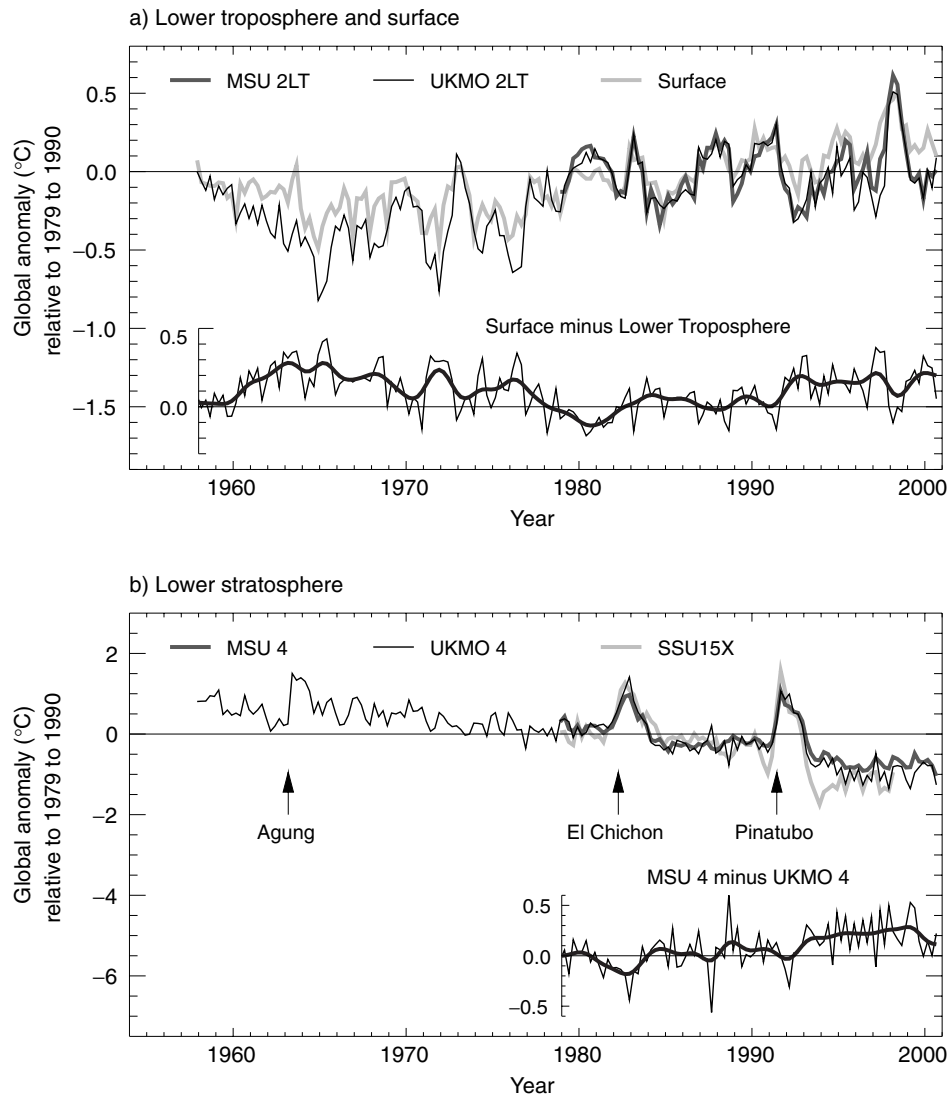 a) Lower troposphere and surface
MSU 2LT UKMO 2LT Surface
Global anomaly (°C)
relative to 1979 to 1990
0.5
0.0
−0.5
−1.0
−1.5
Surface minus Lower Troposphere
0.5
0.0
1960 1970 1980 1990 2000
Year
b) Lower stratosphere
MSU 4 UKMO 4 SSU15X
Global anomaly (°C)
relative to 1979 to 1990
2
0
−2
−4
−6
Agung El Chichon Pinatubo
MSU 4 minus UKMO 4
0.5
0.0
−0.5
1960 1970 1980 1990 2000
Year